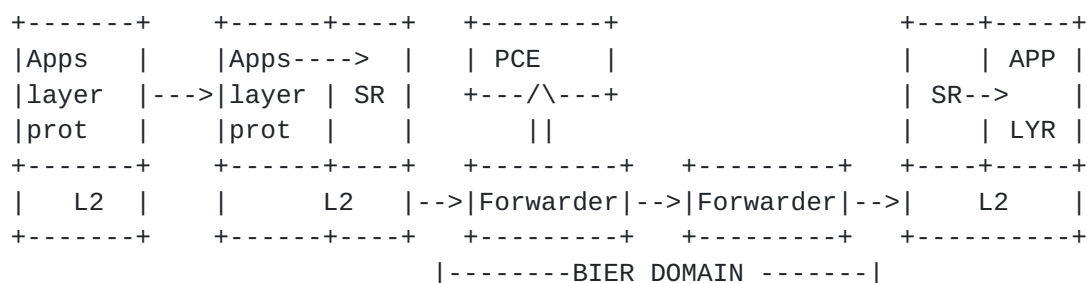 +-------+    +------+----+   +--------+                    +----+-----+
|Apps   |    |Apps---->  |   | PCE    |                    |    | APP |
|layer  |--->|layer | SR |   +---/\---+                    | SR-->    |
|prot   |    |prot  |    |       ||                        |    | LYR |
+-------+    +------+----+   +---------+   +---------+   +----+-----+
|   L2  |    |      L2   |-->|Forwarder|-->|Forwarder|-->|    L2    |
+-------+    +------+----+   +---------+   +---------+   +----------+
|--------BIER DOMAIN -------|